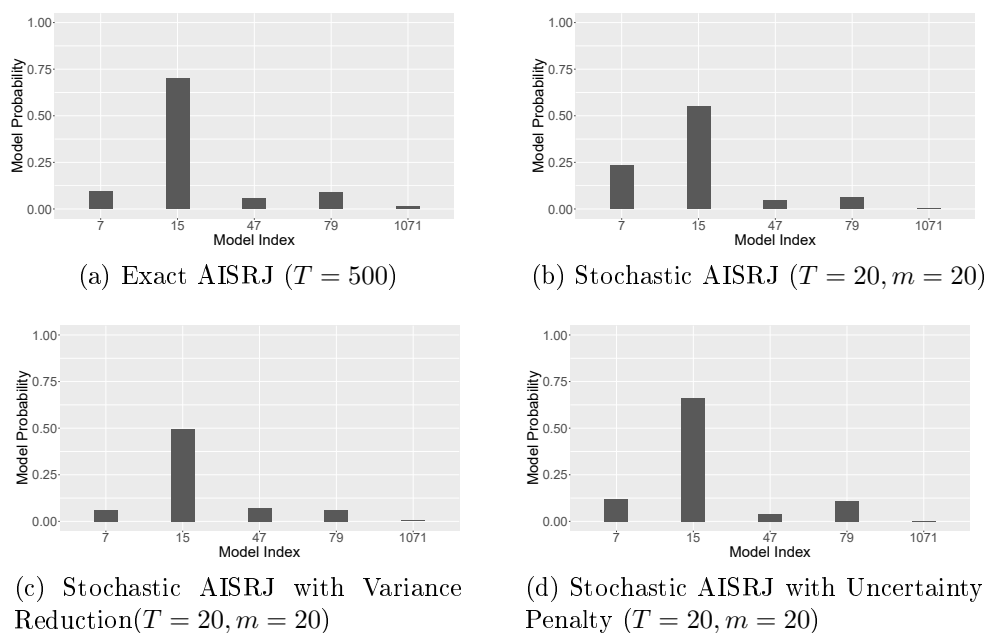 1.00
0.75
0.50
0.25
0.00
Model Probability
7 15 47 79 1071
Model Index
(a) Exact AISRJ (T = 500)
1.00
0.75
0.50
0.25
0.00
Model Probability
7 15 47 79 1071
Model Index
(b) Stochastic AISRJ (T = 20, m = 20)
1.00
0.75
0.50
0.25
0.00
Model Probability
7 15 47 79 1071
Model Index
(c) Stochastic AISRJ with Variance
Reduction(T = 20, m = 20)
1.00
0.75
0.50
0.25
0.00
Model Probability
7 15 47 79 1071
Model Index
(d) Stochastic AISRJ with Uncertainty
Penalty (T = 20, m = 20)